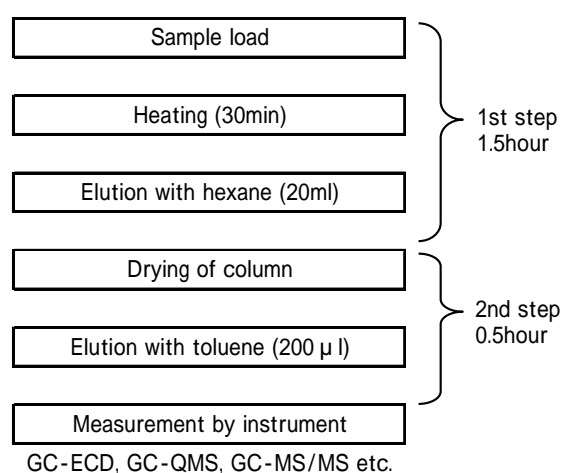 Sample load
Heating (30min)
Elution with hexane (20ml)
1st step
1.5hour
Drying of column
Elution with toluene (200 μ l)
2nd step
0.5hour
Measurement by instrument
GC-ECD, GC-QMS, GC-MS/MS etc.